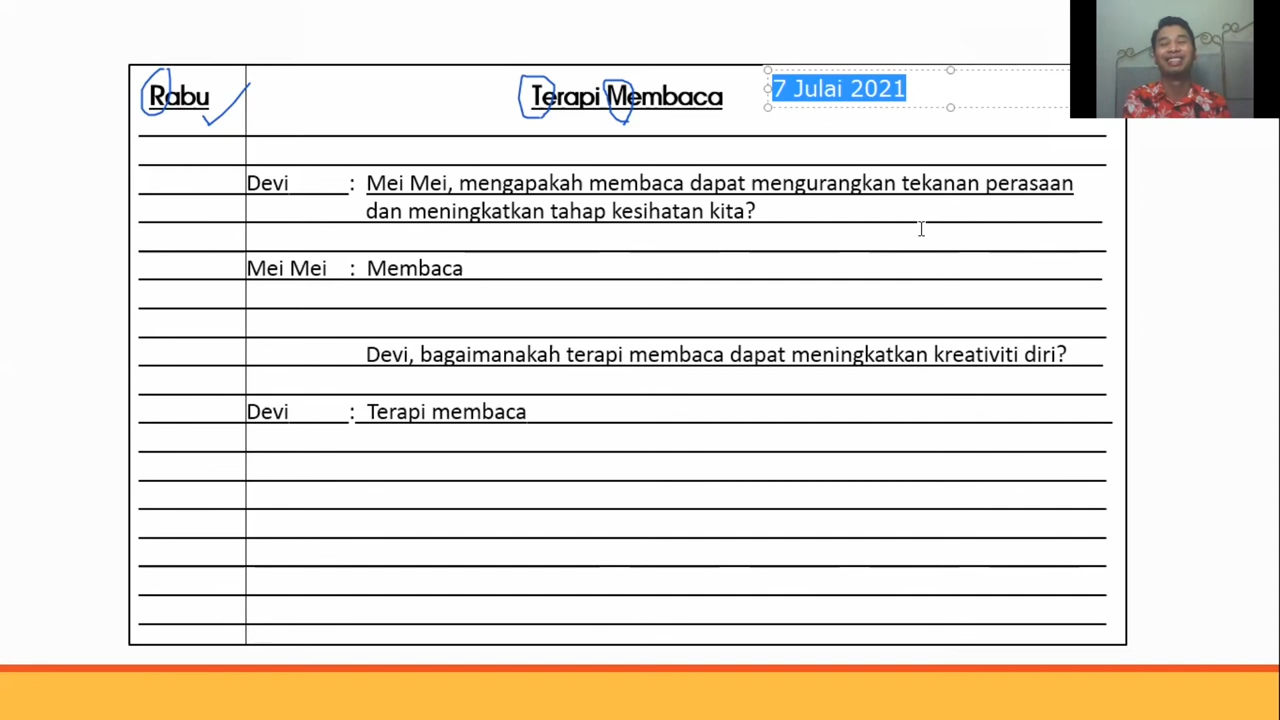 Rabu Terapi Membaca 7 Julai 2021
Devi : Mei Mei, mengapakah membaca dapat mengurangkan tekanan perasaan
dan meningkatkan tahap kesihatan kita?
Mei Mei : Membaca
Devi, bagaimanakah terapi membaca dapat meningkatkan kreativiti diri?
Devi : Terapi membaca